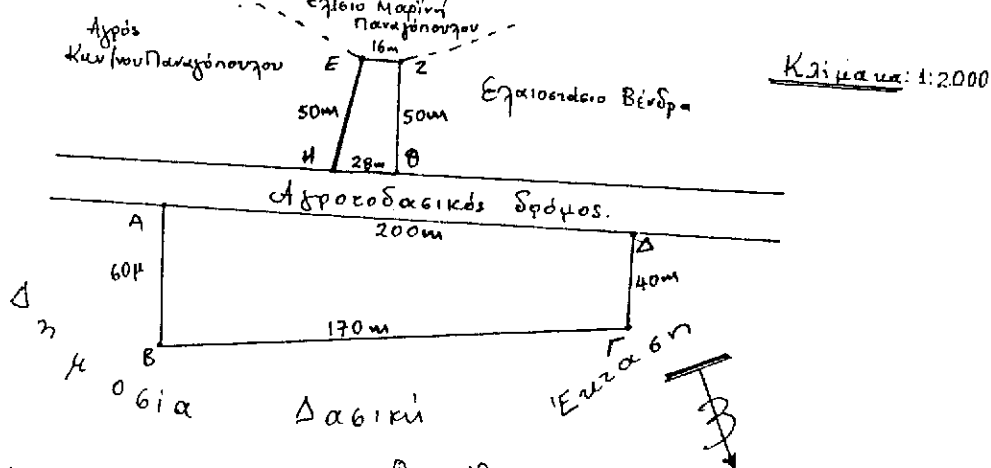 Μαρίνη
Παναγόπουλου
16m
Αγρός
Κων/νου Παναγόπουλου
Ε
Ζ
Κλίμακα: 1:2000
50m
50m
Ελαιοστάσιο Βένδρα
Η
28m
Θ
Αγροτοδασικός δρόμος.
Α
200m
Δ
60μ
40m
170m
Β
Γ
Δημοσία Δασική Έκταση
Β